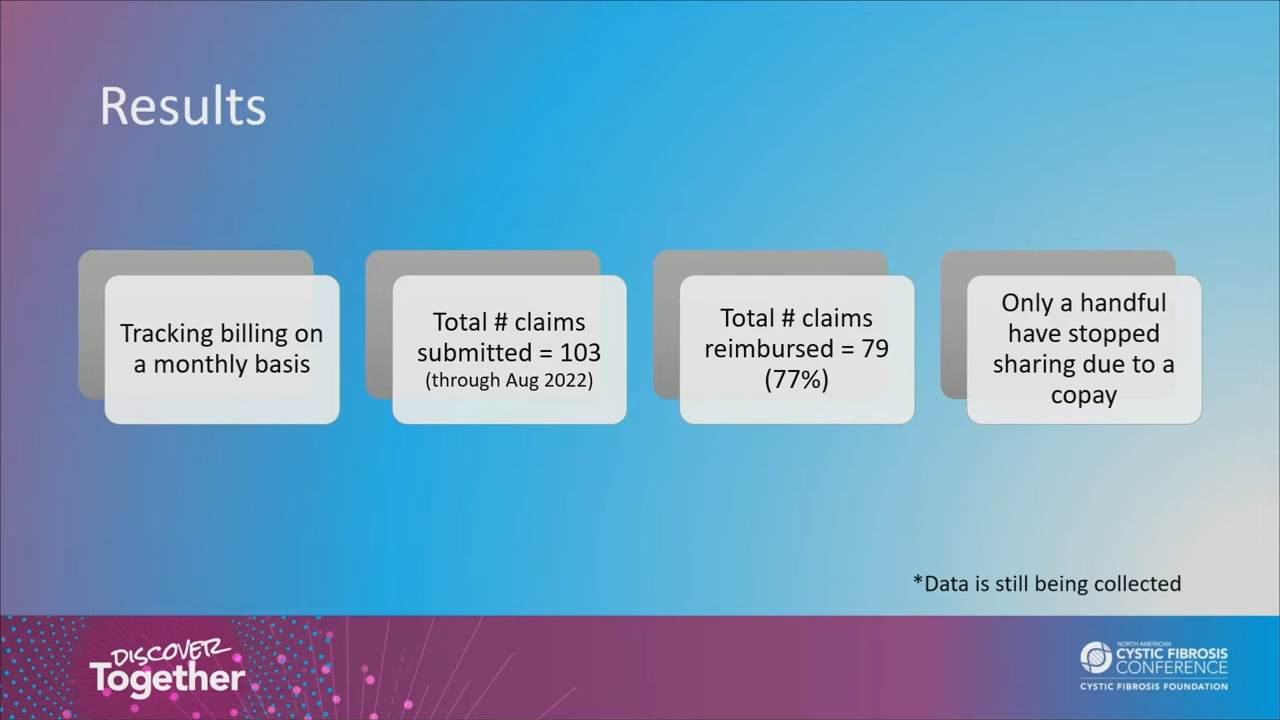 Results
Tracking billing on
a monthly basis
Total # claims
submitted = 103
(through Aug 2022)
Total # claims
reimbursed = 79
(77%)
Only a handful
have stopped
sharing due to a
copay
*Data is still being collected
DISCOVER
Together
NORTH AMERICAN
CYSTIC FIBROSIS
CONFERENCE
CYSTIC FIBROSIS FOUNDATION